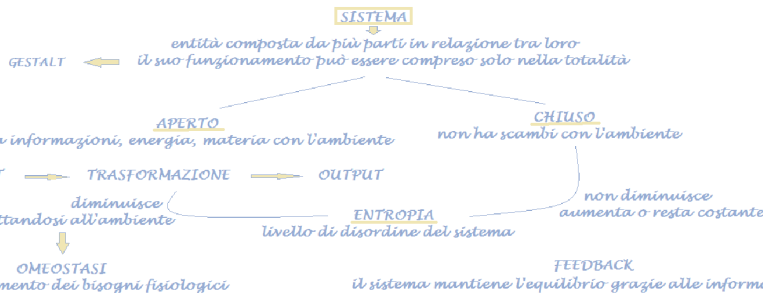 SISTEMA
entità composta da più parti in relazione tra loro
GESTALT
il suo funzionamento può essere compreso solo nella totalità
APERTO
CHIUSO
informazioni, energia, materia con l'ambiente
non ha scambi con l'ambiente
TRASFORMAZIONE OUTPUT
diminuisce
non diminuisce
all'ambiente
aumenta o resta costante
ENTROPIA
livello di disordine del sistema
OMEOSTASI
FEEDBACK
dei bisogni fisiologici
il sistema mantiene l'equilibrio grazie alle